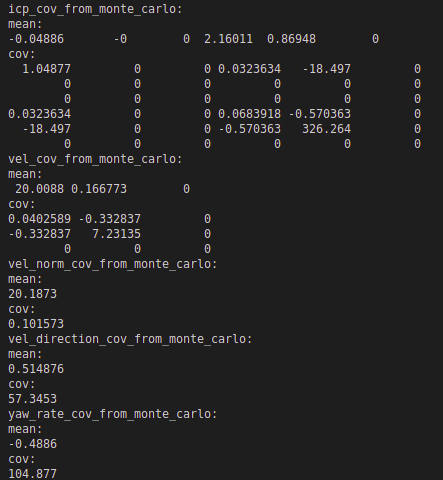 icp_cov_from_monte_carlo:
mean:
-0.04886 -0 0 2.16011 0.86948 0
cov:
1.04877 0 0 0.0323634 -18.497 0
0 0 0 0 0 0
0 0 0 0 0 0
0.0323634 0 0 0.0683918 -0.570363 0
-18.497 0 0 -0.570363 326.264 0
0 0 0 0 0 0
vel_cov_from_monte_carlo:
mean:
20.0088 0.166773 0
cov:
0.0402589 -0.332837 0
-0.332837 7.23135 0
0 0 0
vel_norm_cov_from_monte_carlo:
mean:
20.1873
cov:
0.101573
vel_direction_cov_from_monte_carlo:
mean:
0.514876
cov:
57.3453
yaw_rate_cov_from_monte_carlo:
mean:
-0.4886
cov:
104.877